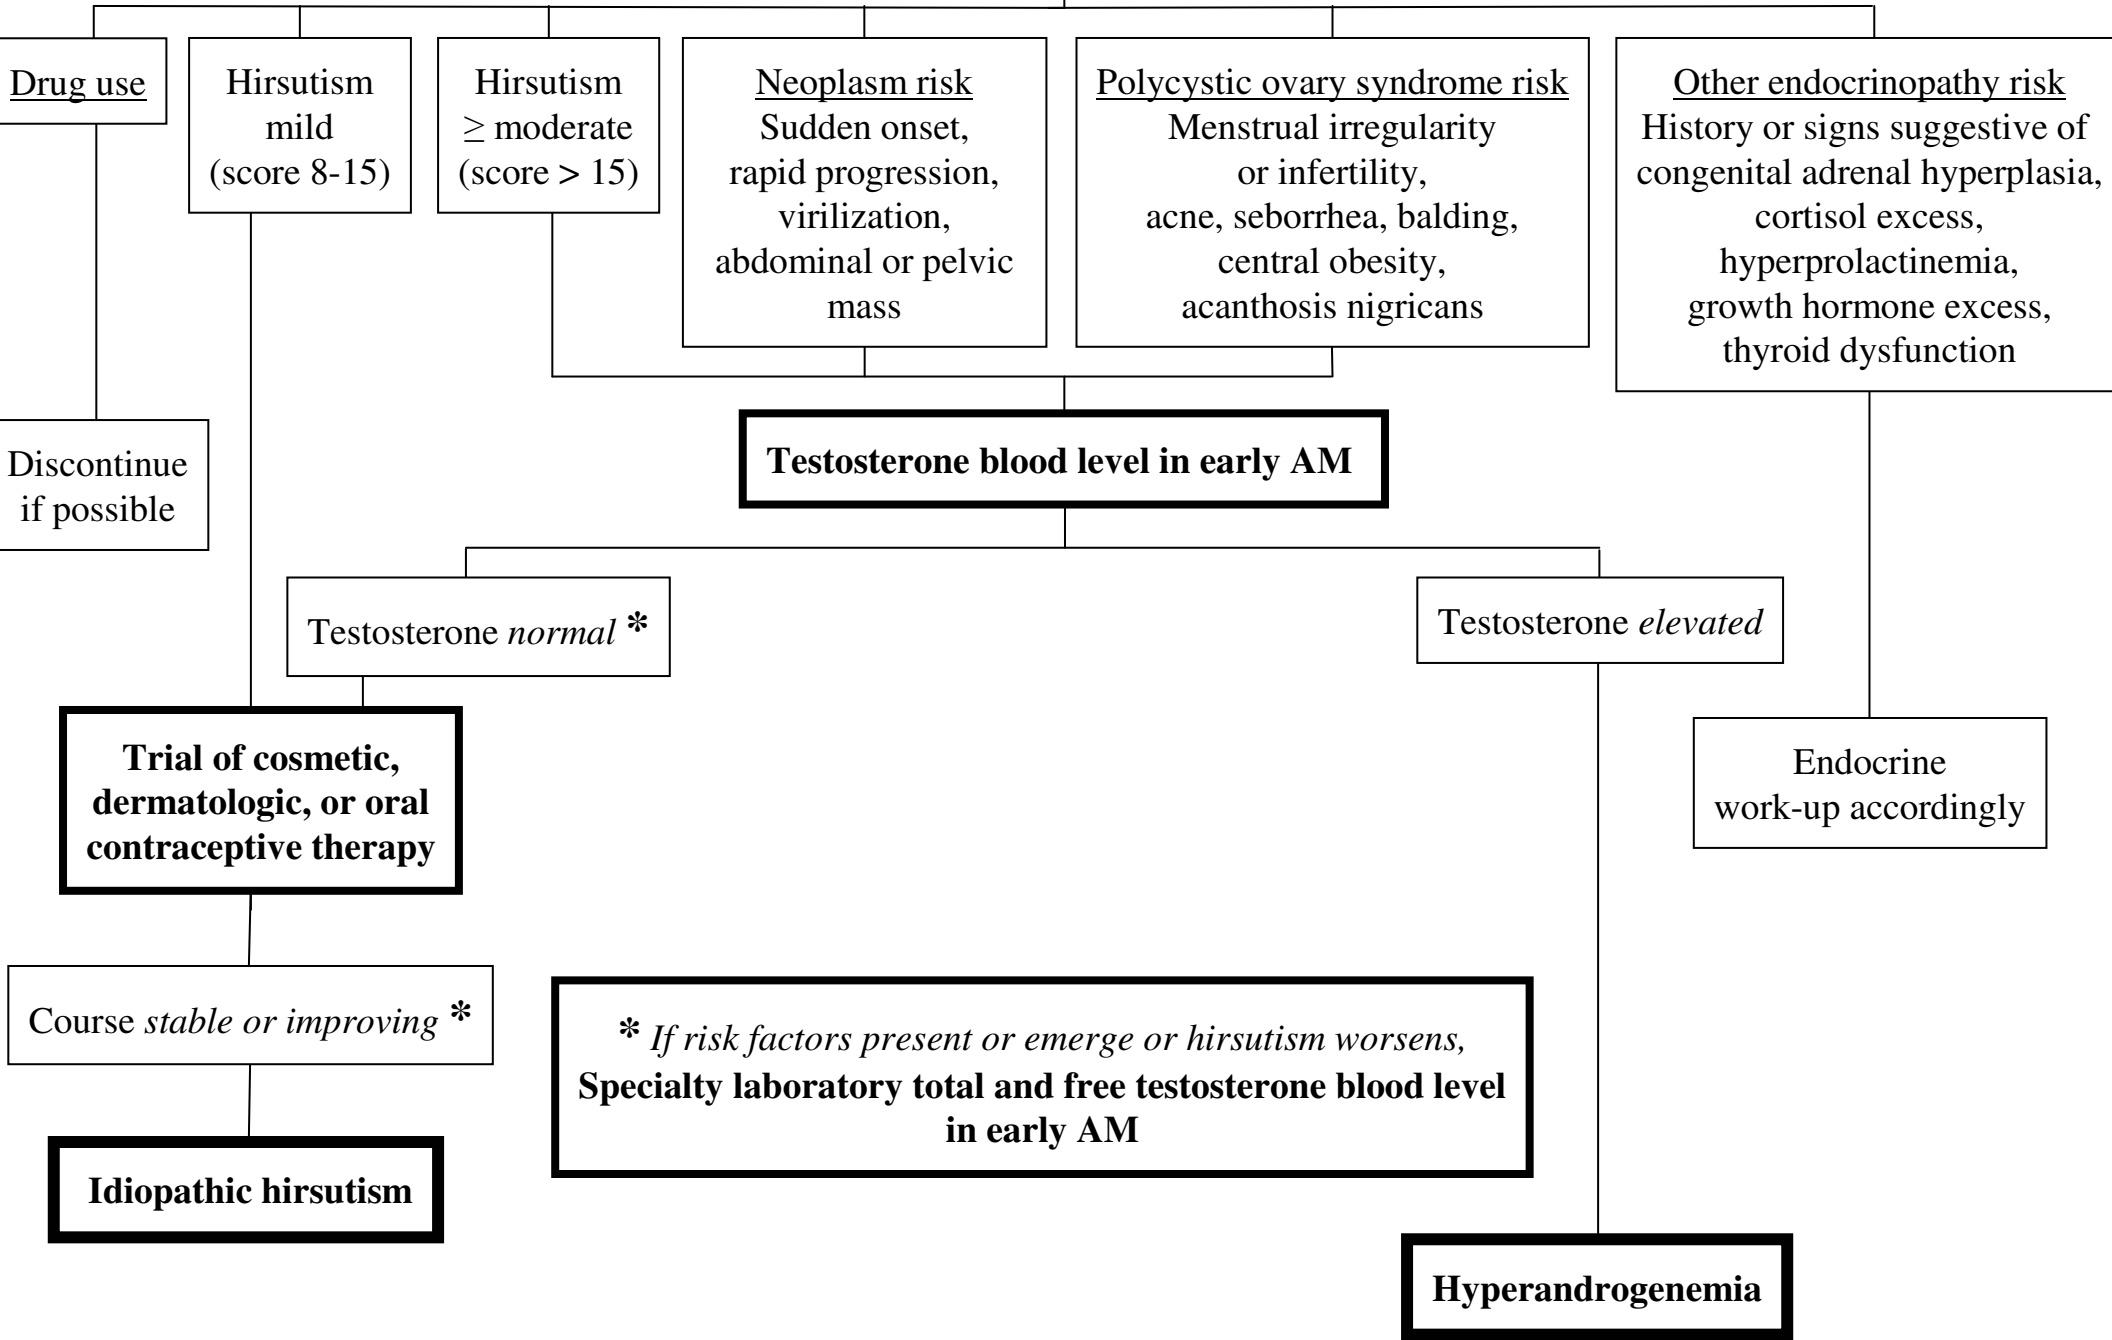 Drug use
Hirsutism
mild
(score 8-15)
Hirsutism
≥ moderate
(score > 15)
Neoplasm risk
Sudden onset,
rapid progression,
virilization,
abdominal or pelvic
mass
Polycystic ovary syndrome risk
Menstrual irregularity
or infertility,
acne, seborrhea, balding,
central obesity,
acanthosis nigricans
Other endocrinopathy risk
History or signs suggestive of
congenital adrenal hyperplasia,
cortisol excess,
hyperprolactinemia,
growth hormone excess,
thyroid dysfunction
Discontinue
if possible
Testosterone blood level in early AM
Testosterone normal *
Testosterone elevated
Trial of cosmetic,
dermatologic, or oral
contraceptive therapy
Endocrine
work-up accordingly
Course stable or improving *
* If risk factors present or emerge or hirsutism worsens,
Specialty laboratory total and free testosterone blood level
in early AM
Idiopathic hirsutism
Hyperandrogenemia